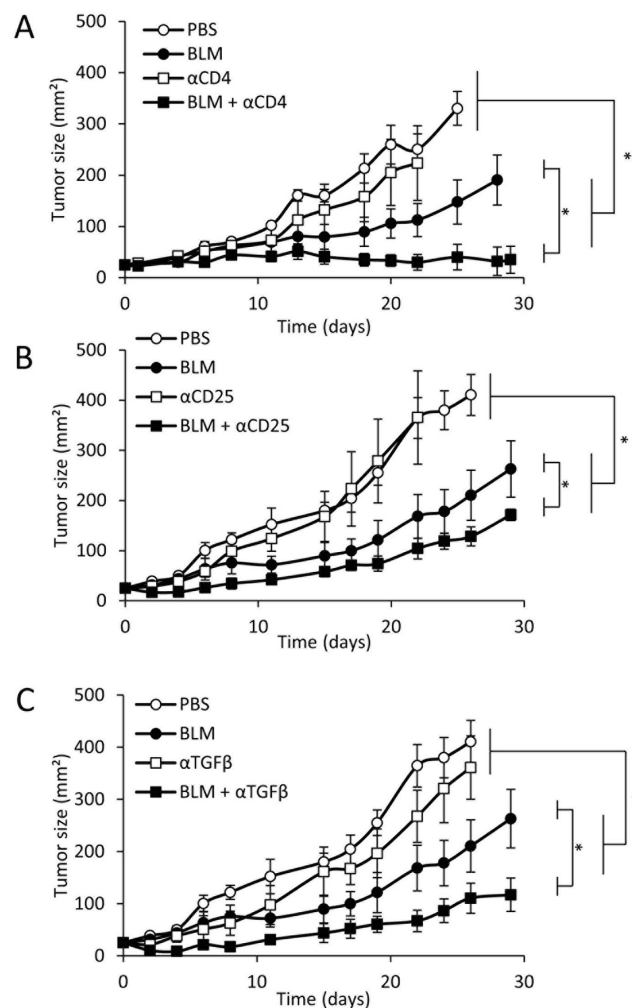 A
500
400
300
200
100
0
Tumor size (mm²)
PBS
BLM
αCD4
BLM + αCD4
*
*
0 10 20 30
Time (days)
B
500
400
300
200
100
0
Tumor size (mm²)
PBS
BLM
αCD25
BLM + αCD25
*
*
0 10 20 30
Time (days)
C
500
400
300
200
100
0
Tumor size (mm²)
PBS
BLM
αTGFβ
BLM + αTGFβ
*
0 10 20 30
Time (days)